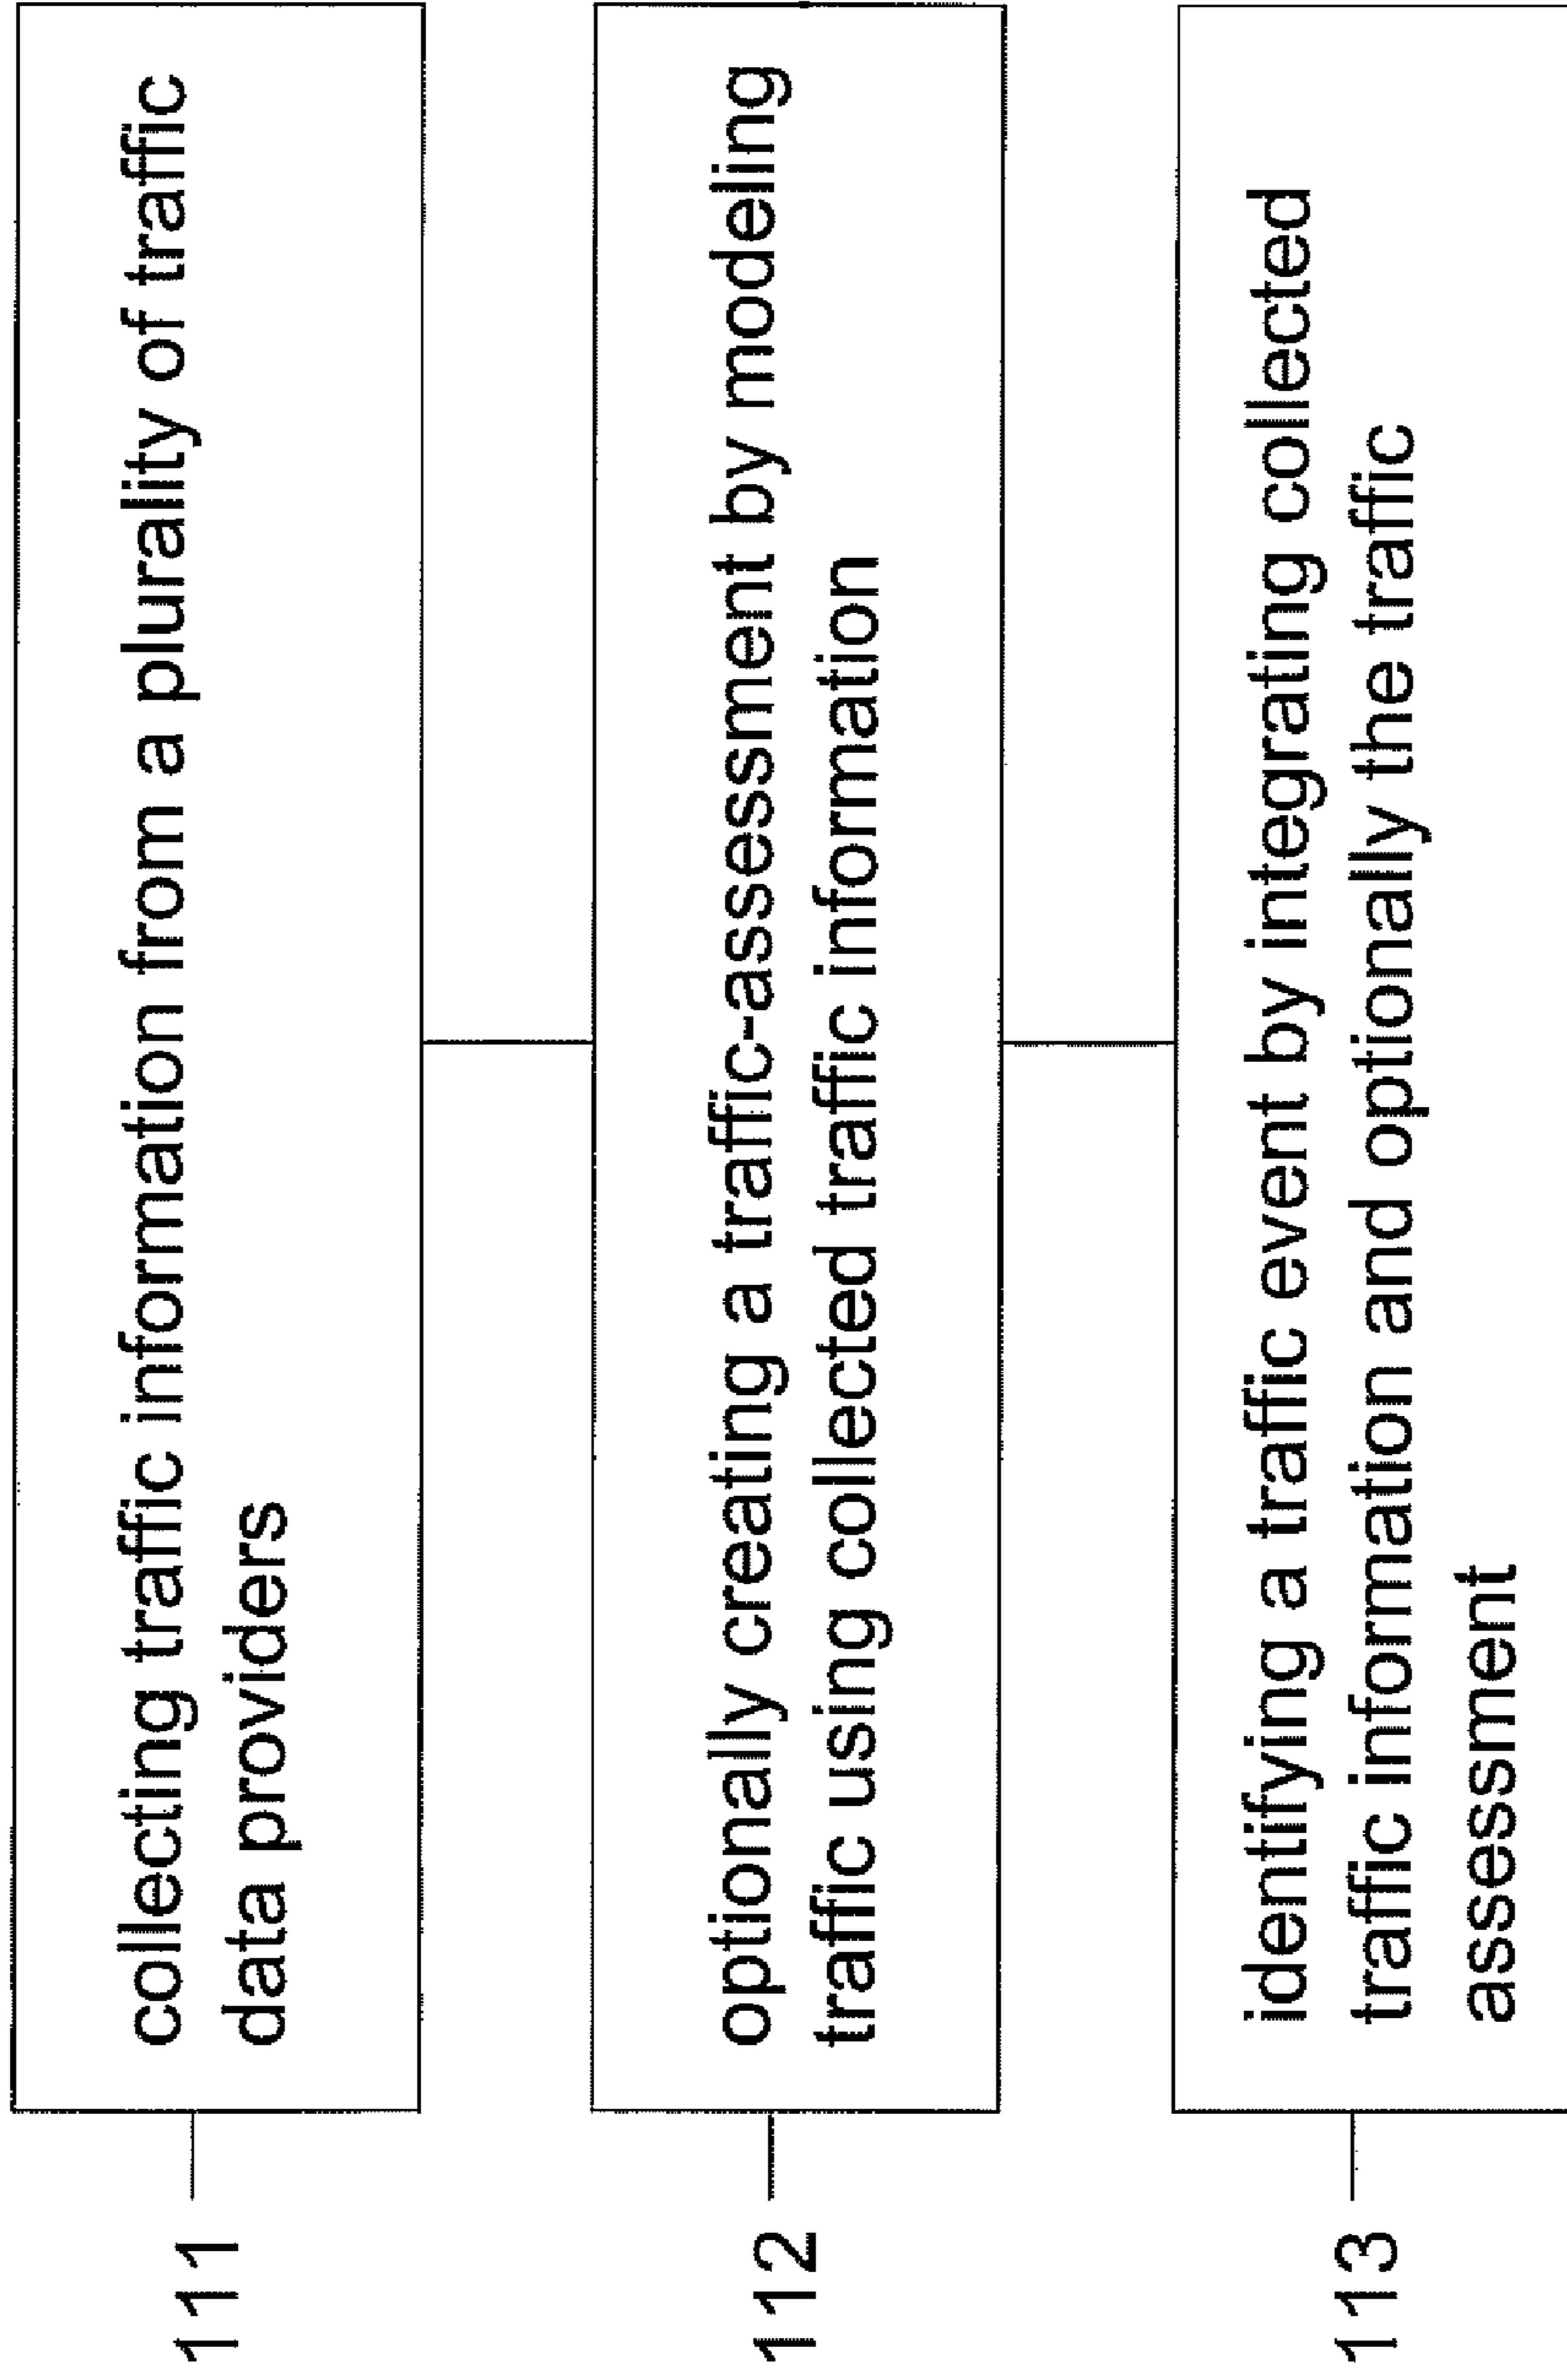 111
collecting traffic information from a plurality of traffic
data providers
112
optionally creating a traffic-assessment by modeling
traffic using collected traffic information
113
identifying a traffic event by integrating collected
traffic information and optionally the traffic
assessment